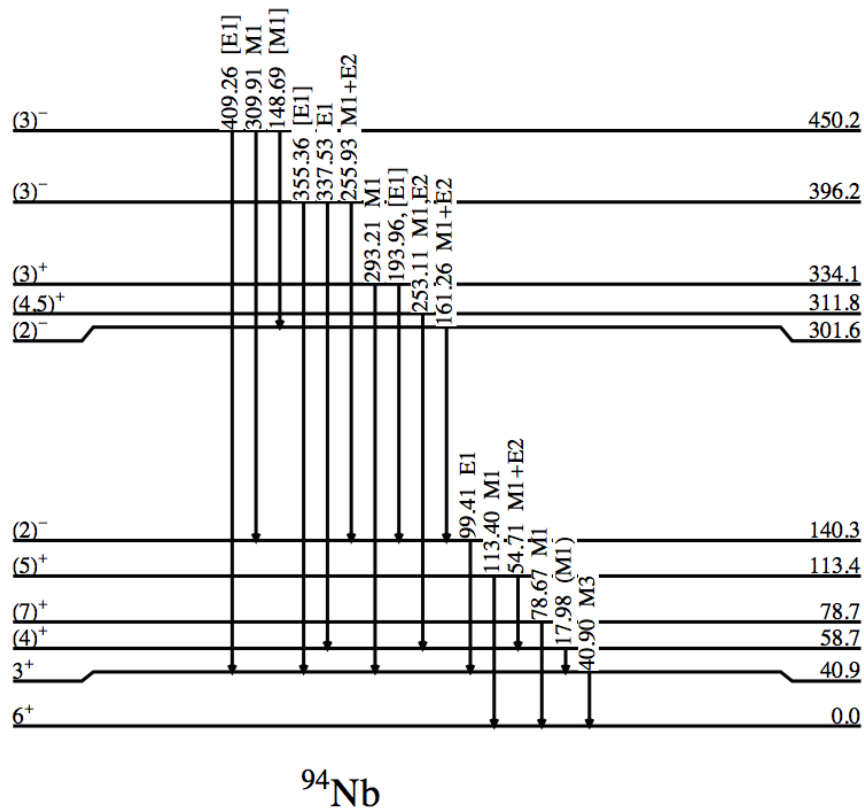 409.26 [E1]
309.91 M1
148.69 [M1]
355.36 [E1]
337.53 E1
255.93 M1+E2
293.21 M1
193.96, [E1]
253.11 M1,E2
161.26 M1+E2
(3)⁻ 450.2
(3)⁻ 396.2
(3)⁺ 334.1
(4,5)⁺ 311.8
(2)⁻ 301.6
99.41 E1
113.40 M1
54.71 M1+E2
78.67 M1
17.98 (M1)
40.90 M3
(2)⁻ 140.3
(5)⁺ 113.4
(7)⁺ 78.7
(4)⁺ 58.7
3⁺ 40.9
6⁺ 0.0
⁹⁴Nb